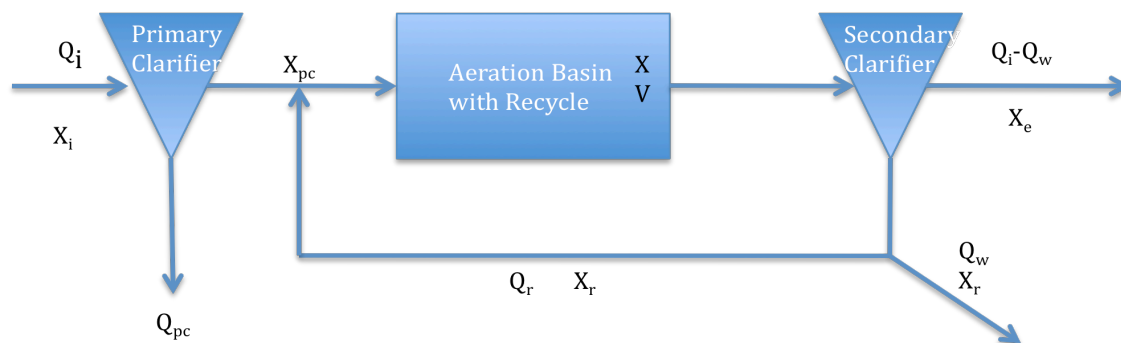 Q_i
X_i
Primary
Clarifier
Q_pc
X_pc
Aeration Basin
with Recycle
X
V
Secondary
Clarifier
Q_i-Q_w
X_e
Q_r X_r
Q_w
X_r